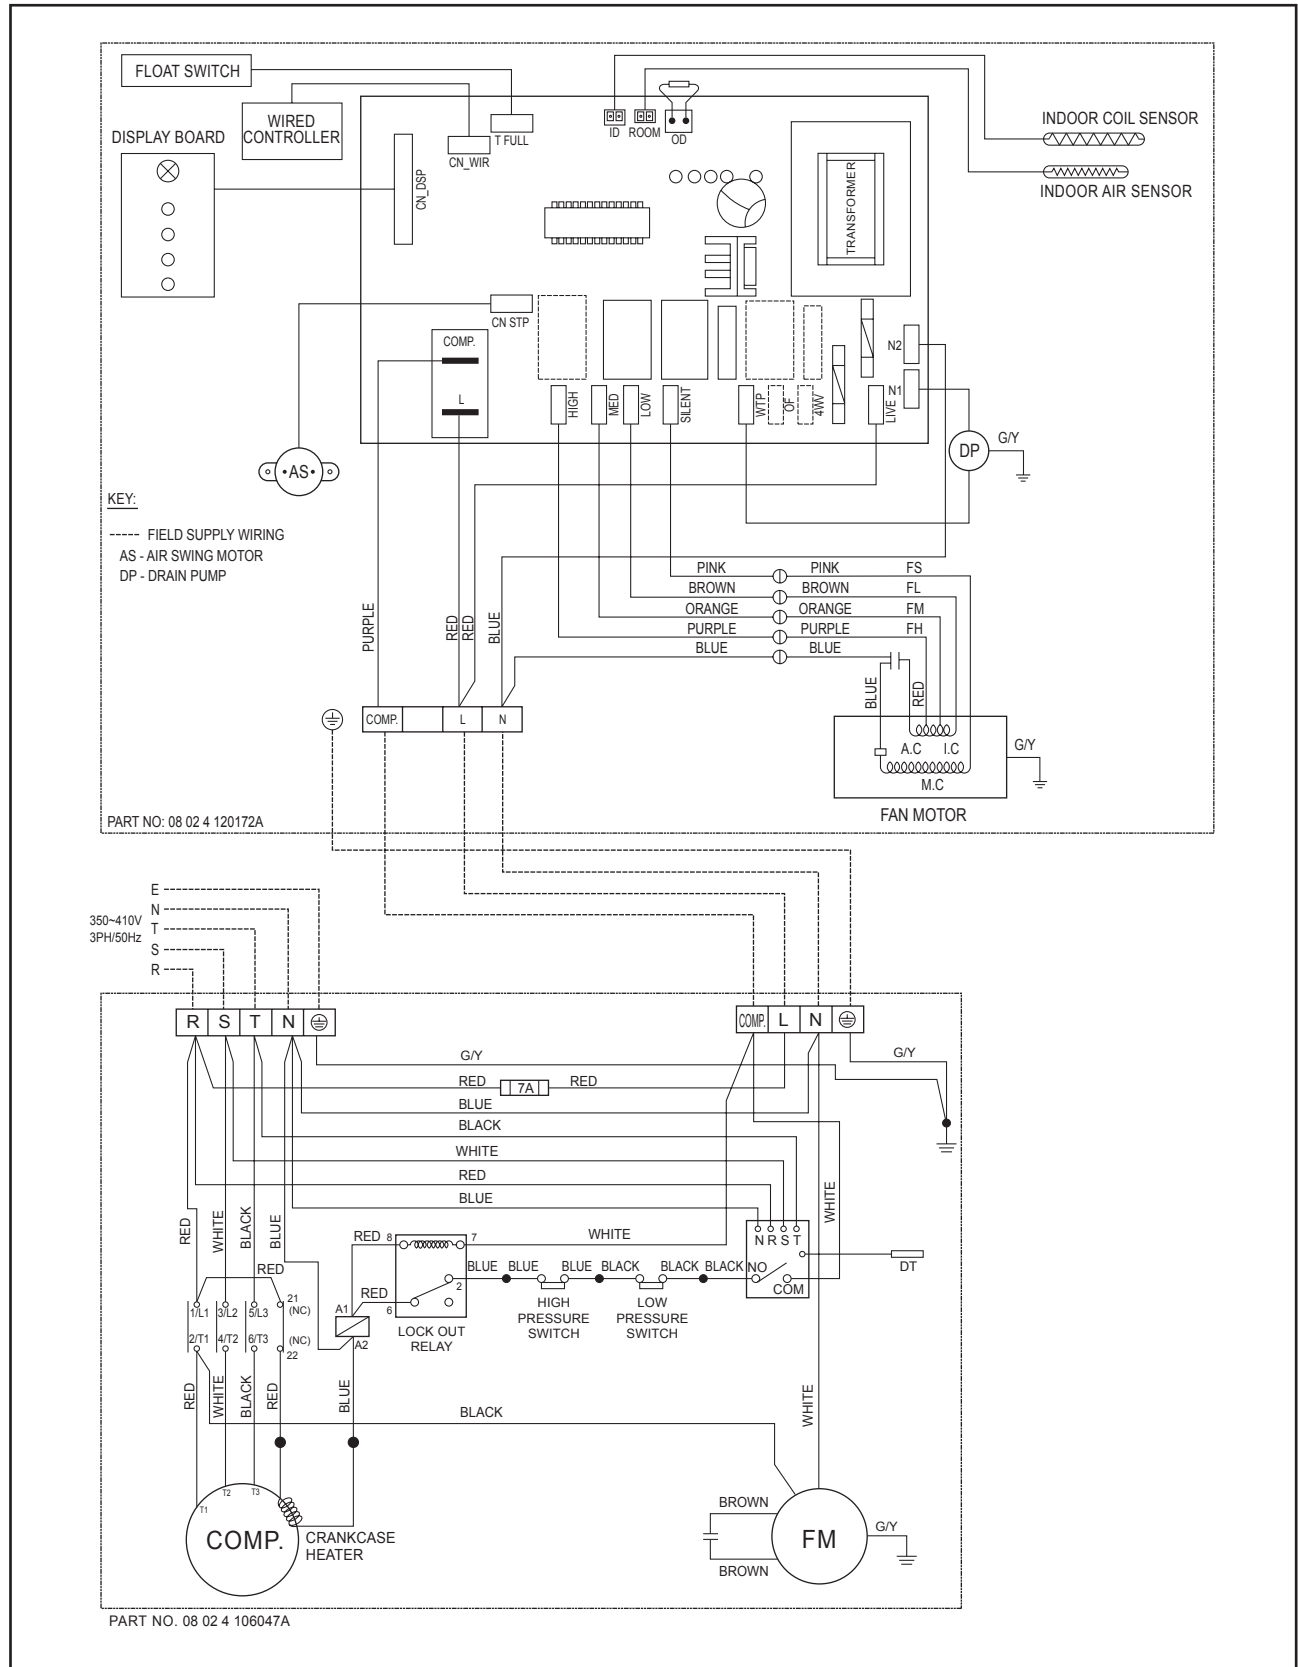 FLOAT SWITCH
WIRED
CONTROLLER
DISPLAY BOARD
T FULL
CN_WIR
CN_DSP
ID
ROOM
OD
INDOOR COIL SENSOR
INDOOR AIR SENSOR
TRANSFORMER
CN STP
COMP.
L
HIGH
MED
LOW
SILENT
WTP
OF
4WV
LIVE
N2
N1
DP
G/Y
•AS•
KEY:
----- FIELD SUPPLY WIRING
AS - AIR SWING MOTOR
DP - DRAIN PUMP
PURPLE
RED
RED
BLUE
PINK PINK FS
BROWN BROWN FL
ORANGE ORANGE FM
PURPLE PURPLE FH
BLUE BLUE
BLUE
RED
A.C I.C
M.C
G/Y
FAN MOTOR
COMP. L N
PART NO: 08 02 4 120172A
350~410V
3PH/50Hz
E
N
T
S
R
R S T N
COMP. L N
G/Y
G/Y
RED 7A RED
BLUE
BLACK
WHITE
RED
BLUE
RED
WHITE
BLACK
BLUE
WHITE
RED
RED 8 7 WHITE
N R S T
DT
BLUE BLUE BLUE BLACK BLACK BLACK NO
COM
2
RED
6
HIGH
PRESSURE
SWITCH
LOW
PRESSURE
SWITCH
LOCK OUT
RELAY
1/L1 3/L2 5/L3 21
(NC)
2/T1 4/T2 6/T3 (NC)
22
A1
A2
RED
WHITE
BLACK
RED
BLUE
BLACK
WHITE
T1 T2 T3
COMP.
CRANKCASE
HEATER
BROWN
BROWN
FM
G/Y
PART NO. 08 02 4 106047A